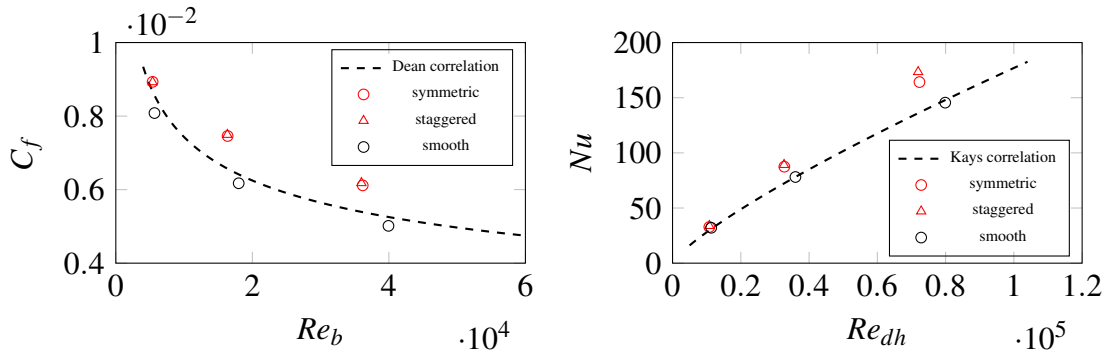 ·10⁻²
1
0.8
0.6
0.4
C_f
0
2
4
6
Re_b
·10⁴
Dean correlation
symmetric
staggered
smooth
200
150
100
50
0
Nu
0
0.2
0.4
0.6
0.8
1
1.2
Re_dh
·10⁵
Kays correlation
symmetric
staggered
smooth